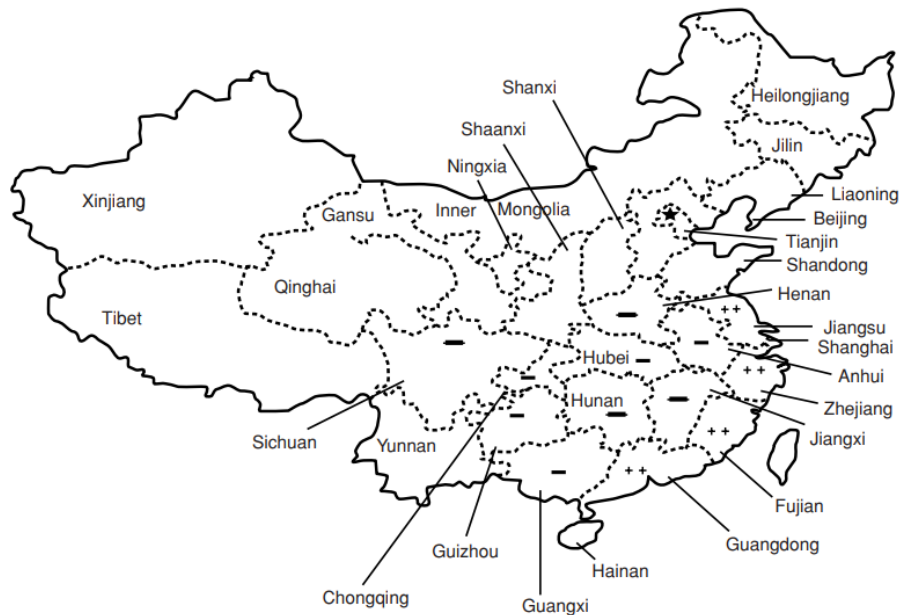 Shanxi
Heilongjiang
Shaanxi
Jilin
Ningxia
Liaoning
Xinjiang
Gansu
Inner Mongolia
Beijing
Tianjin
Shandong
Qinghai
Henan
Tibet
++
Jiangsu
Shanghai
Hubei
++
Anhui
Hunan
Zhejiang
Sichuan
Yunnan
++
Jiangxi
++
Fujian
Guizhou
Guangdong
Hainan
Chongqing
Guangxi